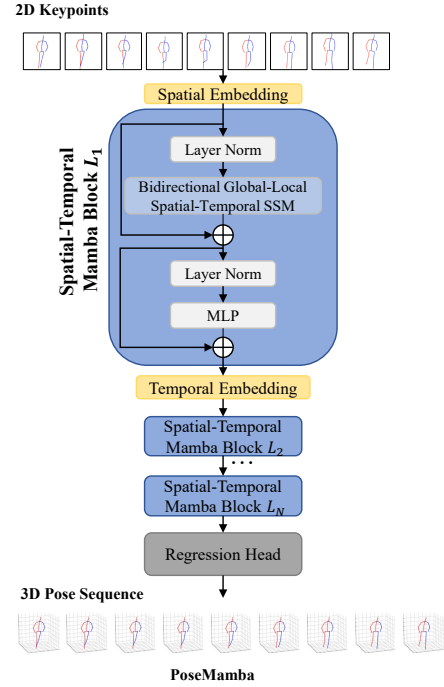 2D Keypoints
Spatial Embedding
Spatial-Temporal
Mamba Block L₁
Layer Norm
Bidirectional Global-Local
Spatial-Temporal SSM
Layer Norm
MLP
Temporal Embedding
Spatial-Temporal
Mamba Block L₂
...
Spatial-Temporal
Mamba Block L_N
Regression Head
3D Pose Sequence
PoseMamba